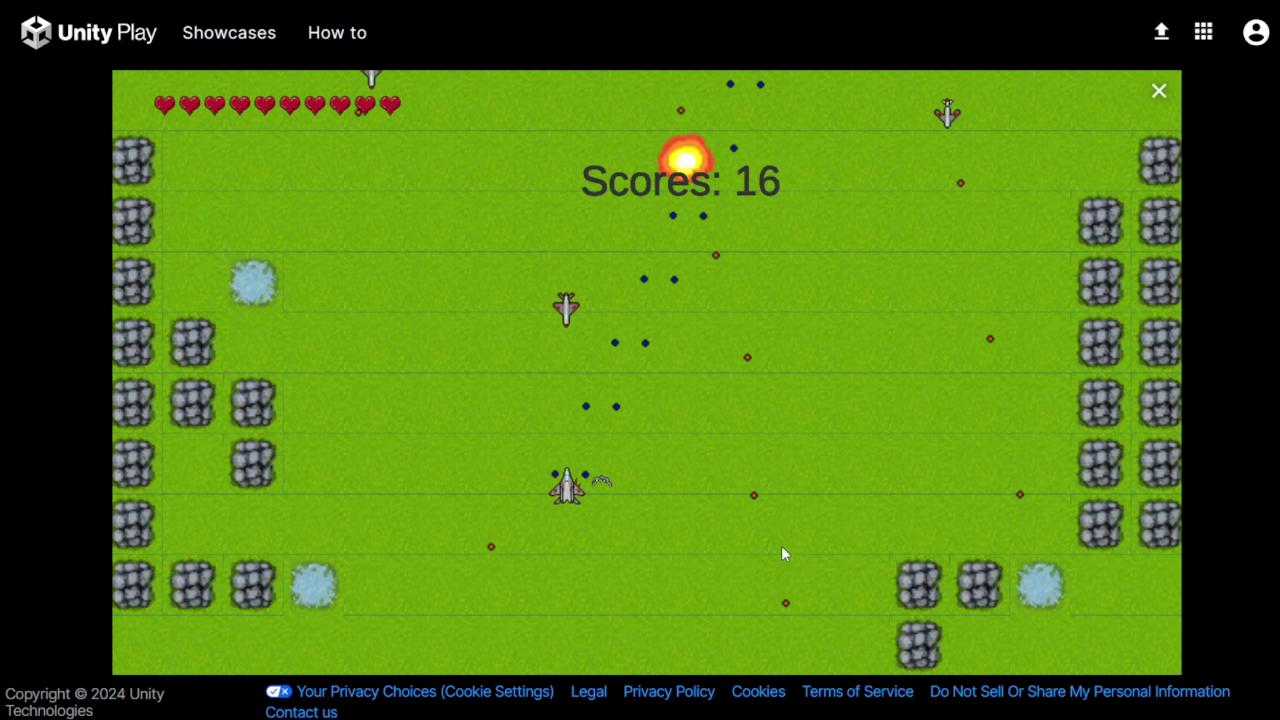 Unity Play Showcases How to
Scores: 16
Copyright © 2024 Unity
Technologies
Your Privacy Choices (Cookie Settings) Legal Privacy Policy Cookies Terms of Service Do Not Sell Or Share My Personal Information
Contact us